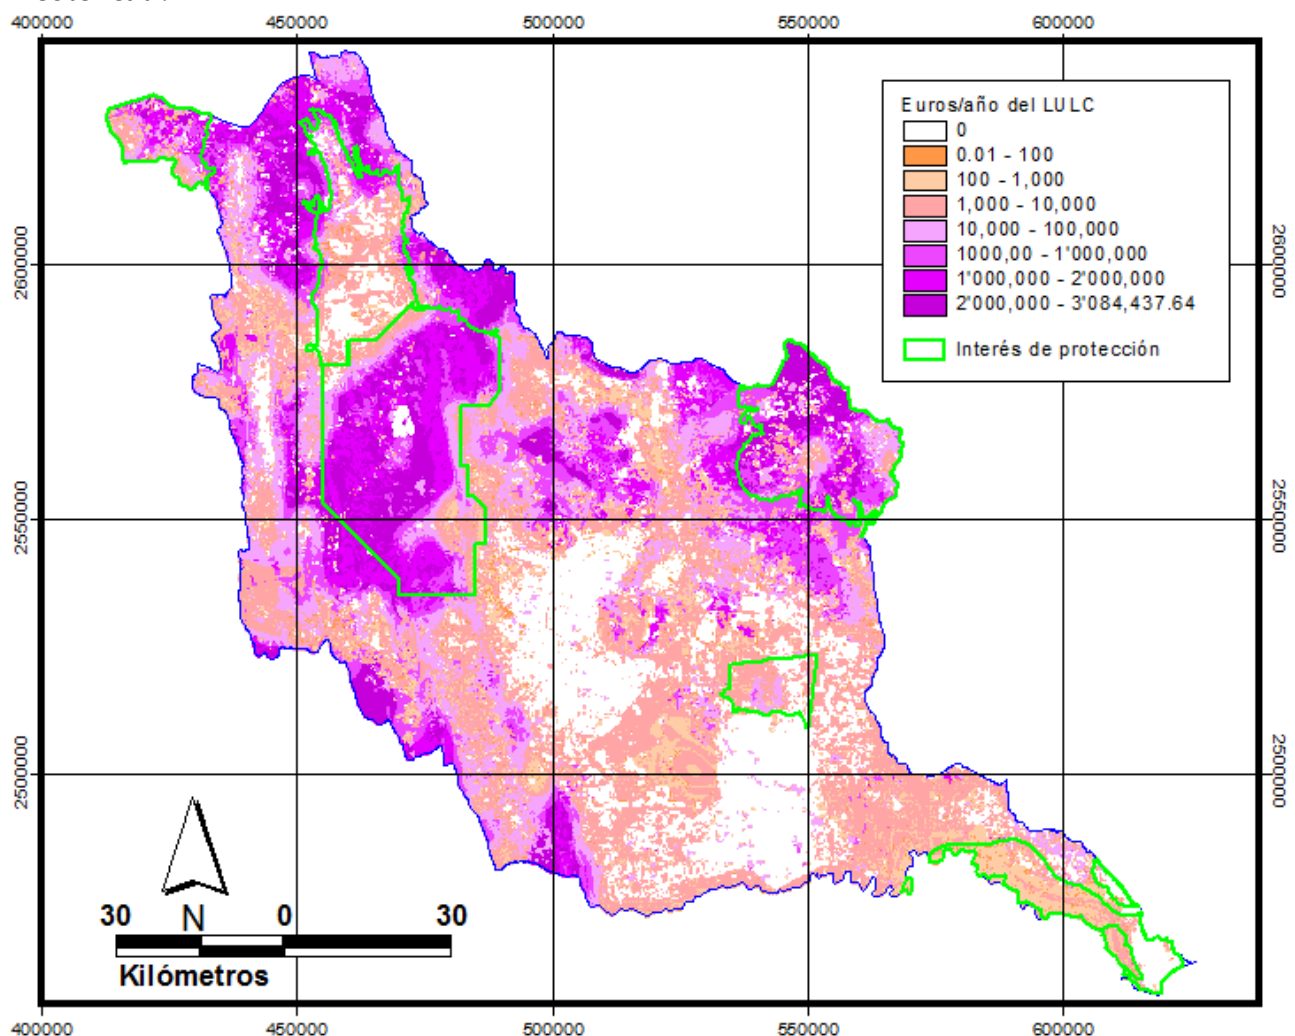 400000 450000 500000 550000 600000
Euros/año del LULC
0
0.01 - 100
100 - 1,000
1,000 - 10,000
10,000 - 100,000
1000,00 - 1'000,000
1'000,000 - 2'000,000
2'000,000 - 3'084,437.64
Interés de protección
2600000 2600000
2550000 2550000
2500000 2500000
30 N 0 30
Kilómetros
400000 450000 500000 550000 600000